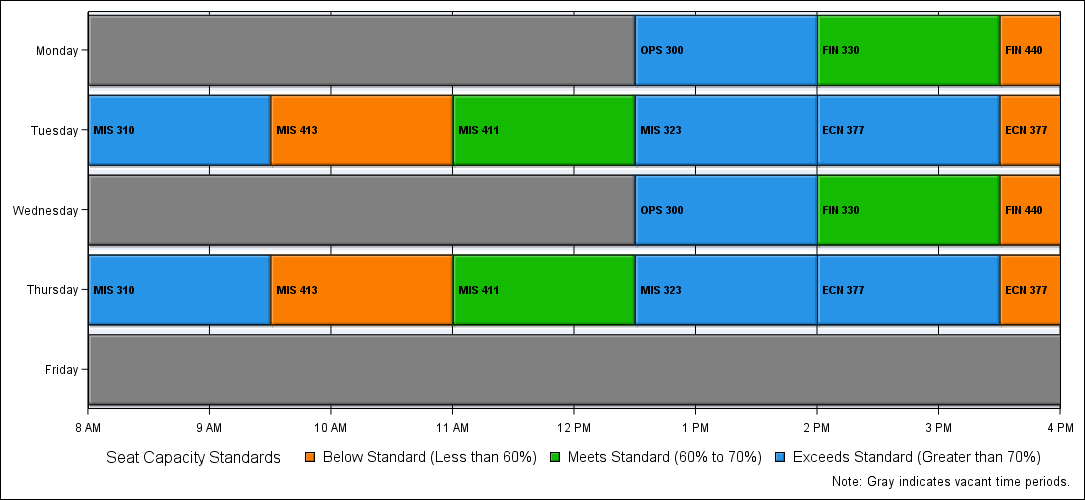 Monday
OPS 300
FIN 330
FIN 440
Tuesday
MIS 310
MIS 413
MIS 411
MIS 323
ECN 377
ECN 377
Wednesday
OPS 300
FIN 330
FIN 440
Thursday
MIS 310
MIS 413
MIS 411
MIS 323
ECN 377
ECN 377
Friday
8 AM 9 AM 10 AM 11 AM 12 PM 1 PM 2 PM 3 PM 4 PM
Seat Capacity Standards Below Standard (Less than 60%) Meets Standard (60% to 70%) Exceeds Standard (Greater than 70%)
Note: Gray indicates vacant time periods.